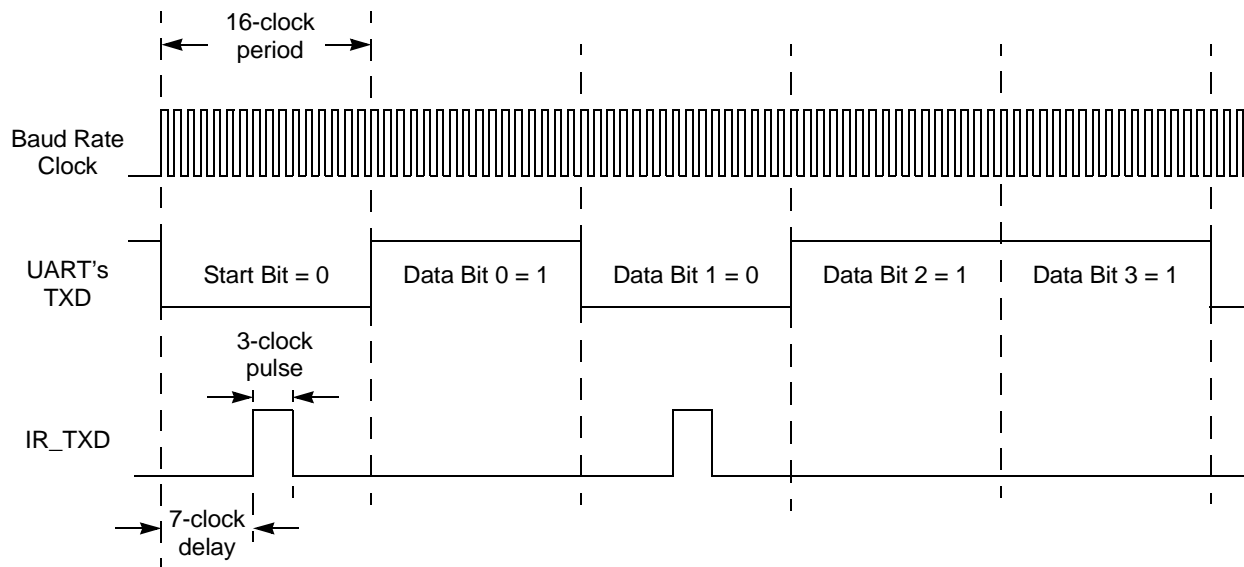 16-clock
period
Baud Rate
Clock
UART's
TXD
Start Bit = 0
Data Bit 0 = 1
Data Bit 1 = 0
Data Bit 2 = 1
Data Bit 3 = 1
3-clock
pulse
IR_TXD
7-clock
delay